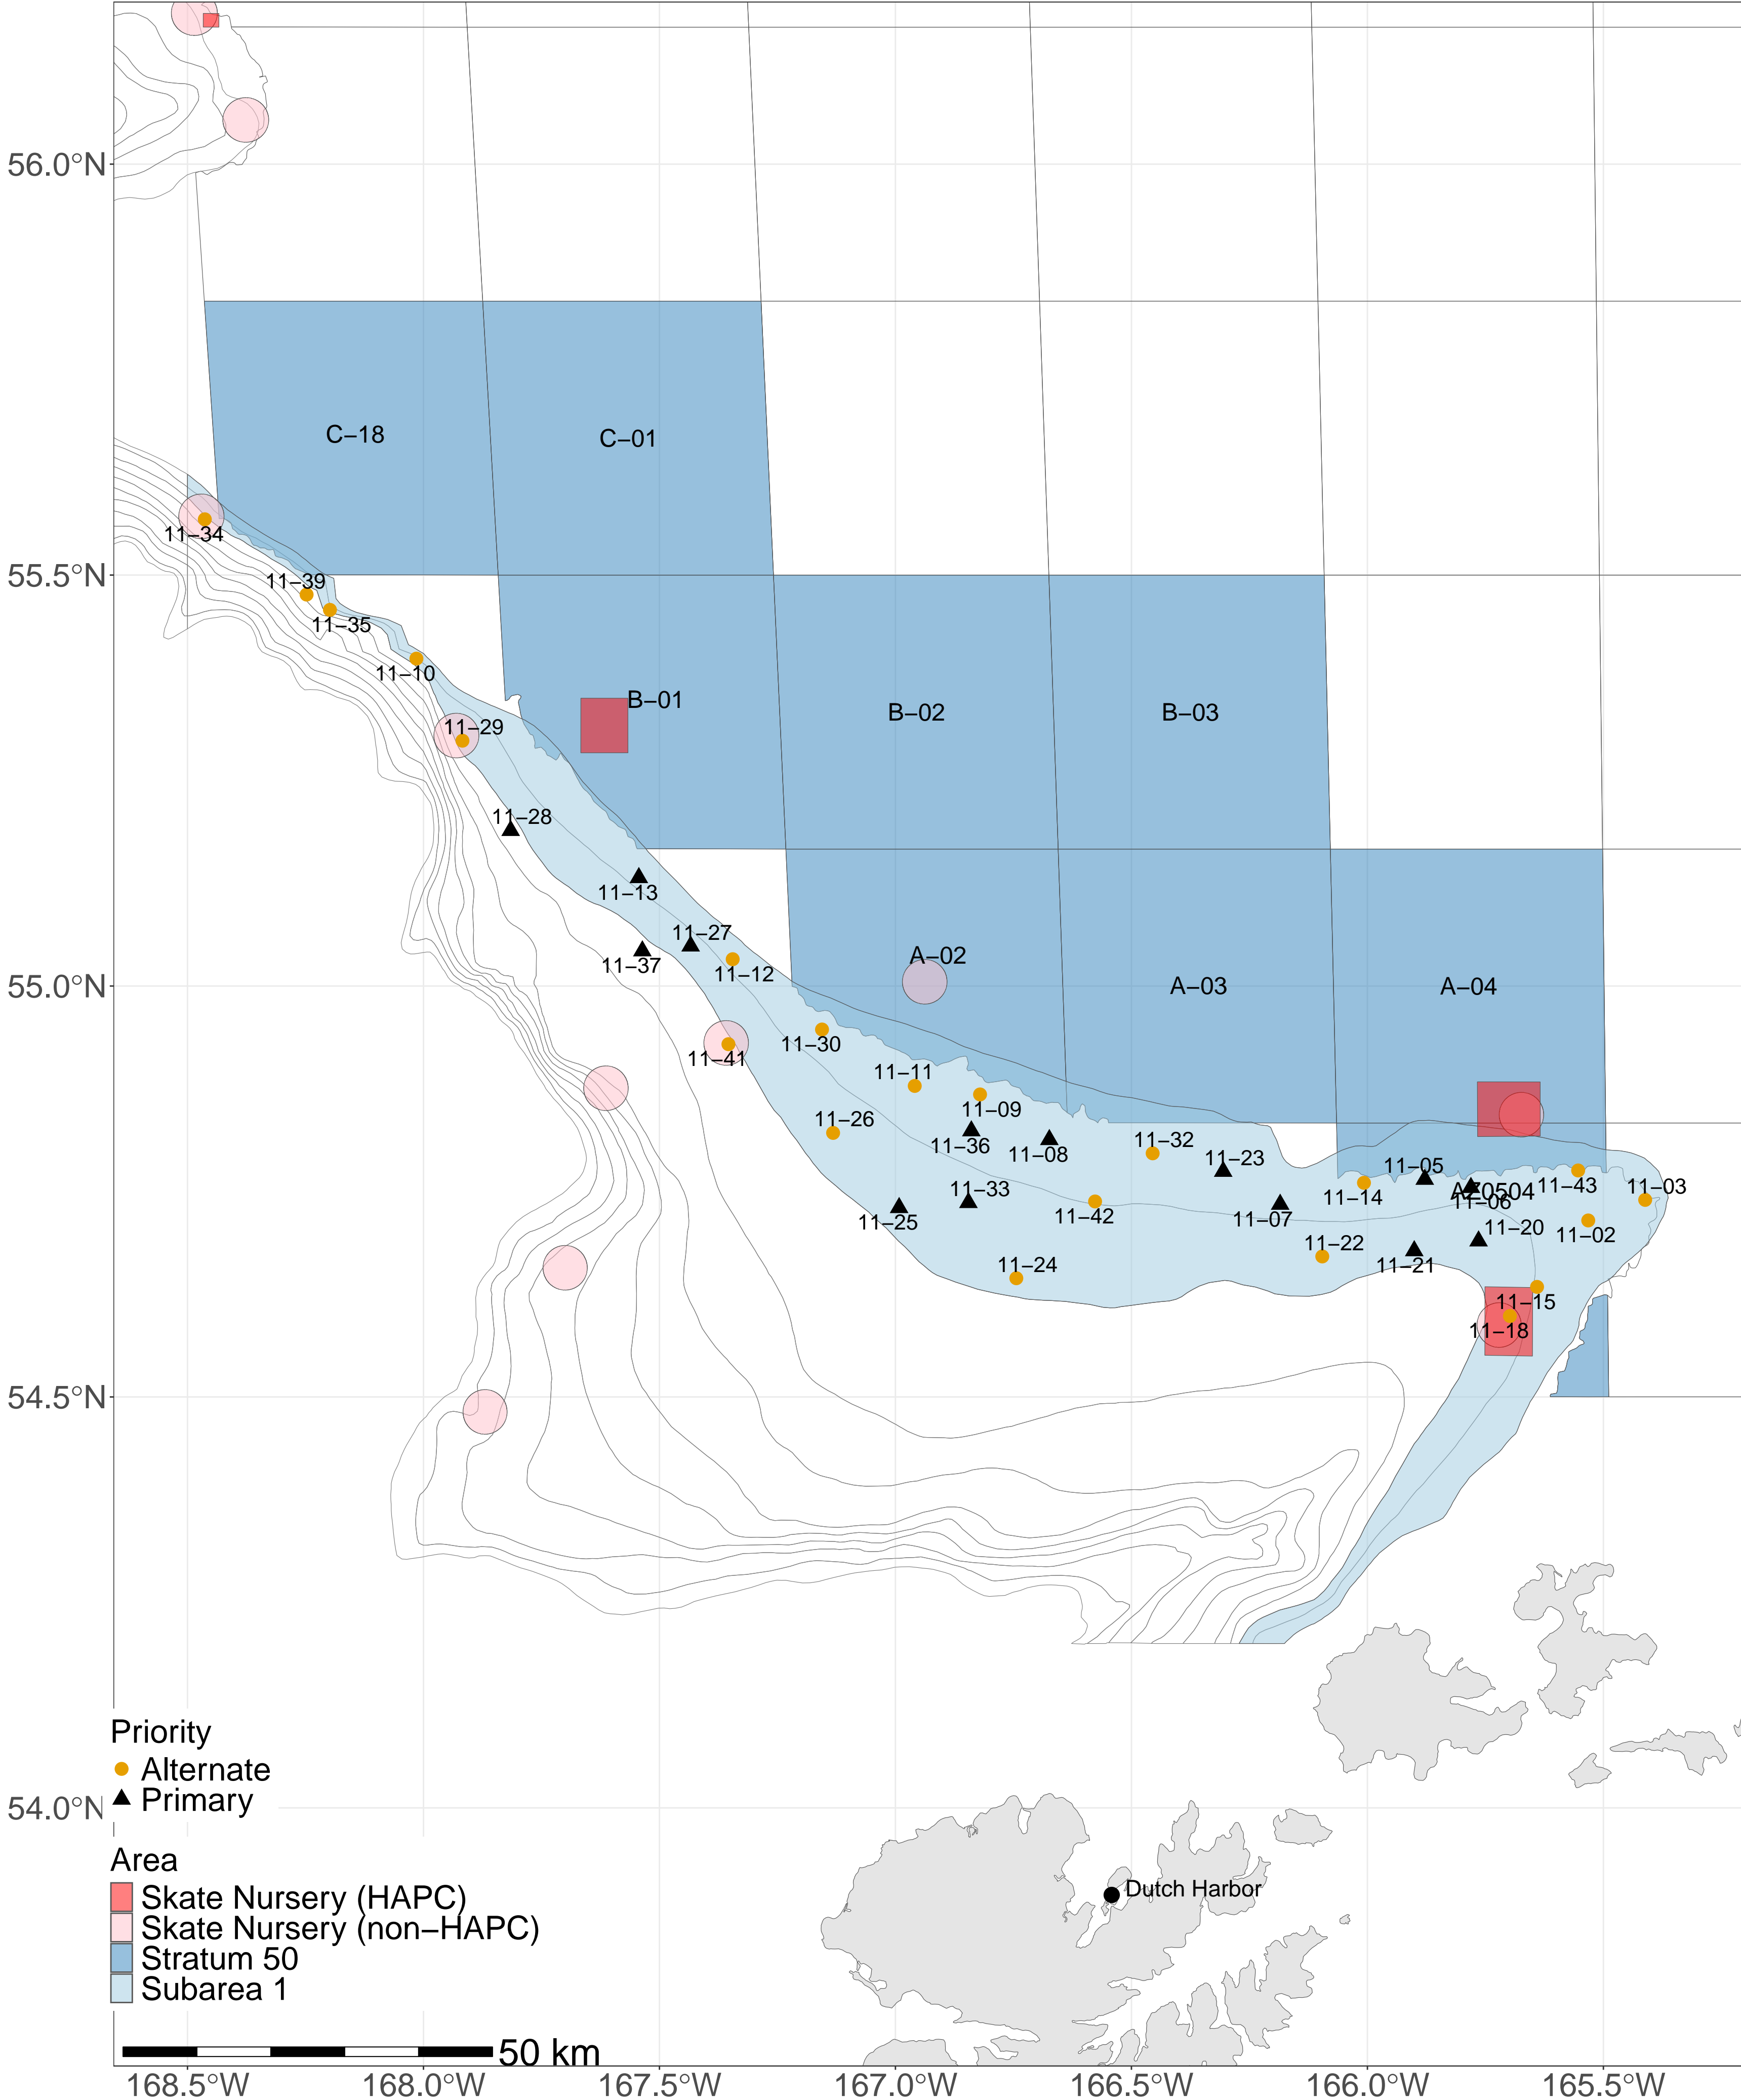 56.0°N
C−18
C−01
11−34
55.5°N
11−39
11−35
11−10
B−01
B−02
B−03
11−29
11−28
11−13
11−27
11−37
11−12
A−02
55.0°N
A−03
A−04
11−30
11−41
11−11
11−09
11−26
11−36
11−08
11−32
11−23
11−05
11−14
11−33
11−25
11−42
11−07
11−06
11−43
11−03
11−20
11−02
11−22
11−21
11−24
11−15
11−18
54.5°N
Priority
Alternate
Primary
54.0°N
Area
Skate Nursery (HAPC)
Skate Nursery (non−HAPC)
Stratum 50
Subarea 1
Dutch Harbor
50 km
168.5°W
168.0°W
167.5°W
167.0°W
166.5°W
166.0°W
165.5°W